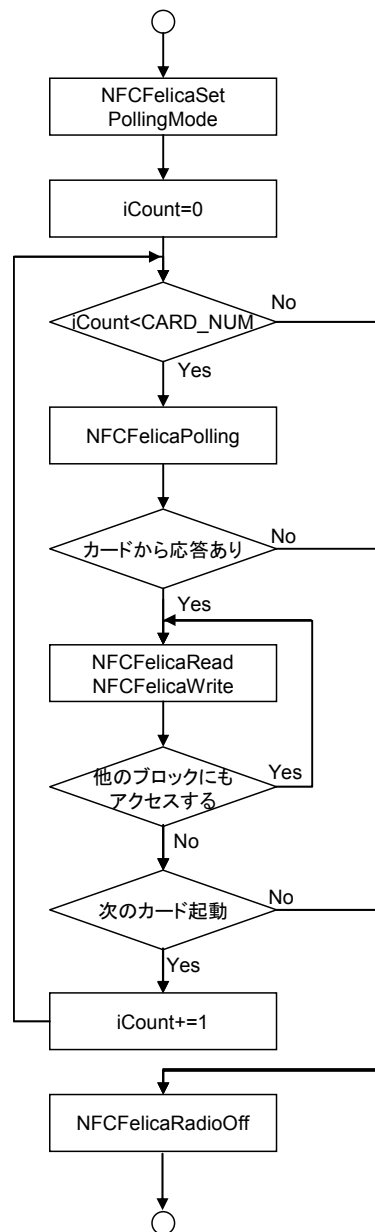 NFCFelicaSet
PollingMode
iCount=0
iCount<CARD_NUM
No
Yes
NFCFelicaPolling
カードから応答あり
No
Yes
NFCFelicaRead
NFCFelicaWrite
他のブロックにも
アクセスする
Yes
No
次のカード起動
No
Yes
iCount+=1
NFCFelicaRadioOff